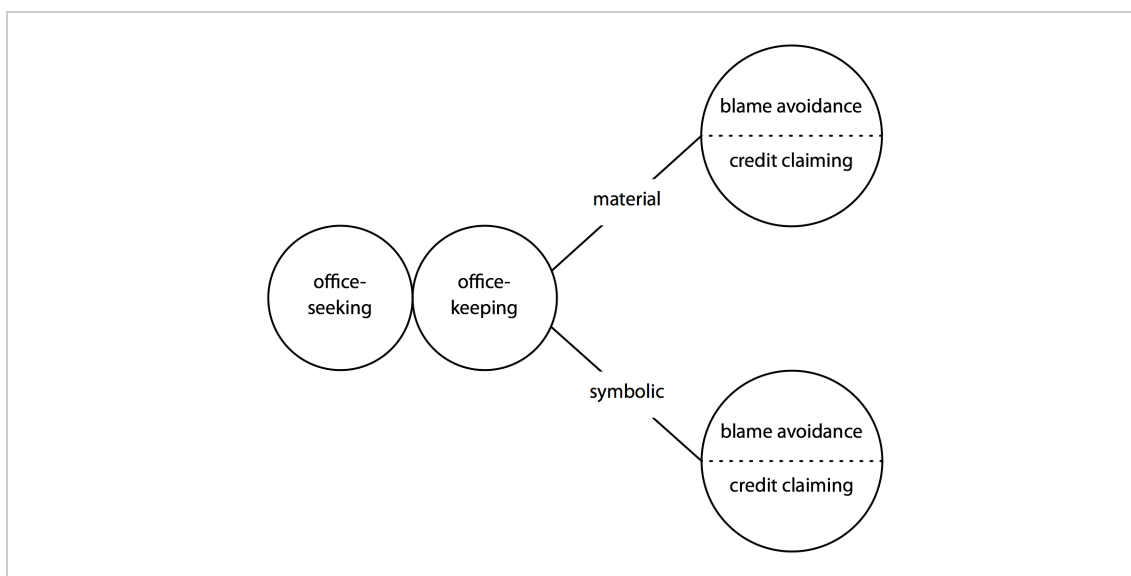 blame avoidance
credit claiming
material
office-
seeking
office-
keeping
symbolic
blame avoidance
credit claiming